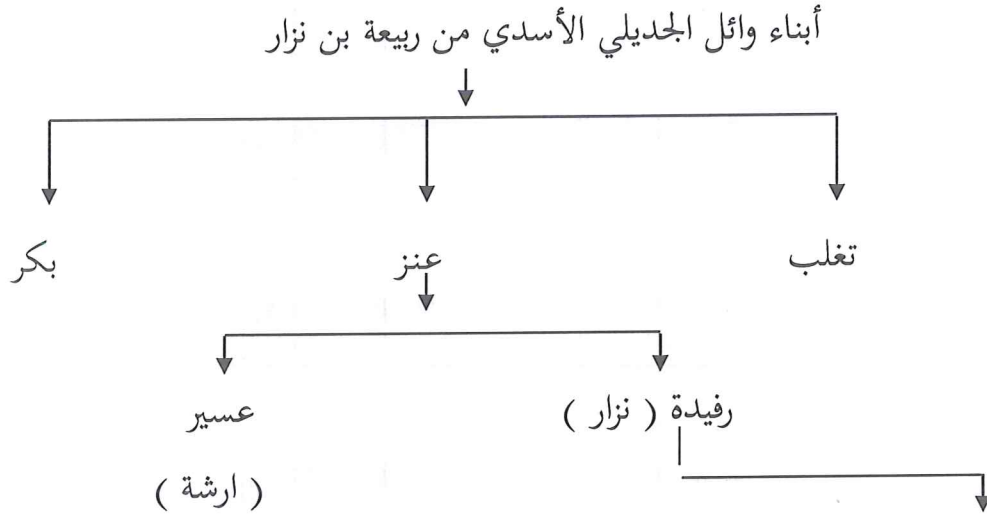 أبناء وائل الجديلي الأسدي من ربيعة بن نزار
تغلب
عنز
بكر
رفيدة ( نزار )
عسير
( ارشة )